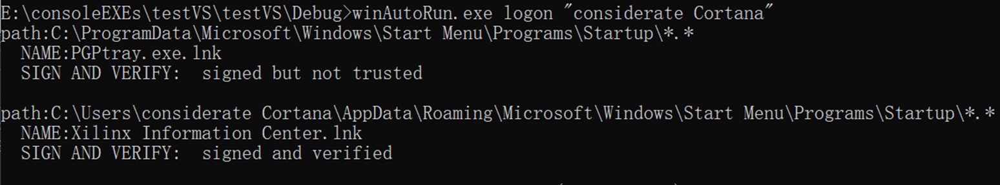 E:\consoleEXEs\testVS\testVS\Debug>winAutoRun.exe logon "considerate Cortana"
path:C:\ProgramData\Microsoft\Windows\Start Menu\Programs\Startup\*.*
NAME:PGPtray.exe.lnk
SIGN AND VERIFY:  signed but not trusted
path:C:\Users\considerate Cortana\AppData\Roaming\Microsoft\Windows\Start Menu\Programs\Startup\*.*
NAME:Xilinx Information Center.lnk
SIGN AND VERIFY:  signed and verified